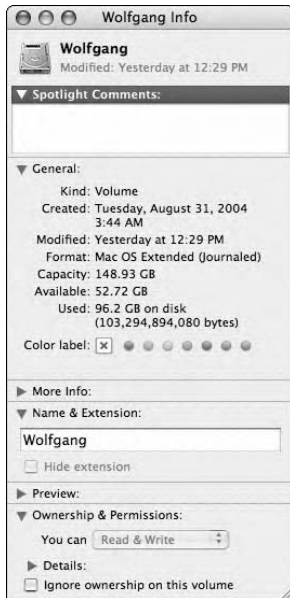 Wolfgang Info
Wolfgang
Modified: Yesterday at 12:29 PM
Spotlight Comments:
General:
Kind: Volume
Created: Tuesday, August 31, 2004
3:44 AM
Modified: Yesterday at 12:29 PM
Format: Mac OS Extended (Journaled)
Capacity: 148.93 GB
Available: 52.72 GB
Used: 96.2 GB on disk
(103,294,894,080 bytes)
Color label:
More Info:
Name & Extension:
Wolfgang
Hide extension
Preview:
Ownership & Permissions:
You can Read & Write
Details:
Ignore ownership on this volume